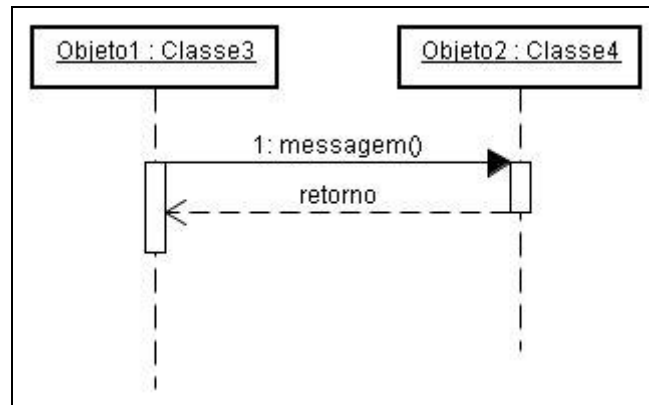 Objeto1 : Classe3
Objeto2 : Classe4
1: messagem()
retorno